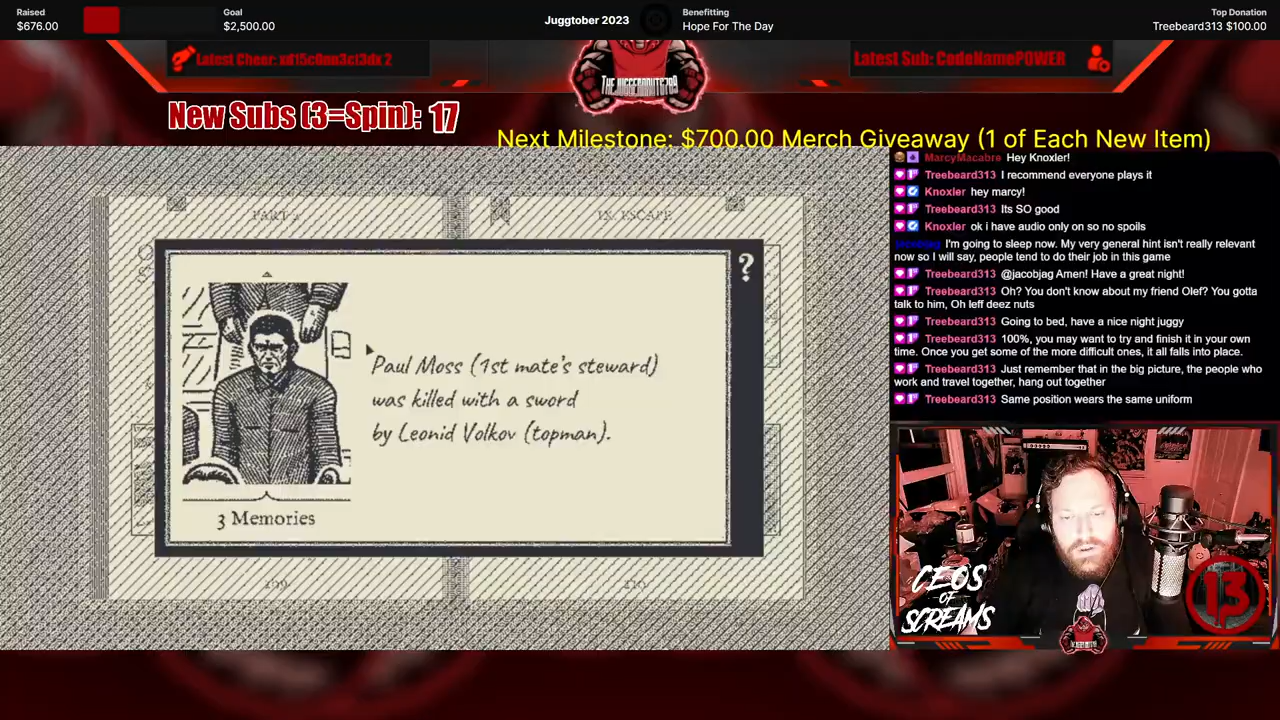 Raised
$676.00
Goal
$2,500.00
Juggtober 2023
Benefitting
Hope For The Day
Top Donation
Treebeard313 $100.00
Latest Cheer: xd15c0nn3ct3dx 2
THEJUGGERNAUT6789
Latest Sub: CodeNamePOWER
New Subs (3=Spin): 17
Next Milestone: $700.00 Merch Giveaway (1 of Each New Item)
PART 2
IX. ESCAPE
?
Paul Moss (1st mate's steward)
was killed with a sword
by Leonid Volkov (topman).
3 Memories
MarcyMacabre Hey Knoxler!
Treebeard313 I recommend everyone plays it
Knoxler hey marcy!
Treebeard313 Its SO good
Knoxler ok i have audio only on so no spoils
jacobjag I'm going to sleep now. My very general hint isn't really relevant
now so I will say, people tend to do their job in this game
Treebeard313 @jacobjag Amen! Have a great night!
Treebeard313 Oh? You don't know about my friend Olef? You gotta
talk to him, Oh leff deez nuts
Treebeard313 Going to bed, have a nice night juggy
Treebeard313 100%, you may want to try and finish it in your own
time. Once you get some of the more difficult ones, it all falls into place.
Treebeard313 Just remember that in the big picture, the people who
work and travel together, hang out together
Treebeard313 Same position wears the same uniform
CEOS
OF
SCREAMS
13